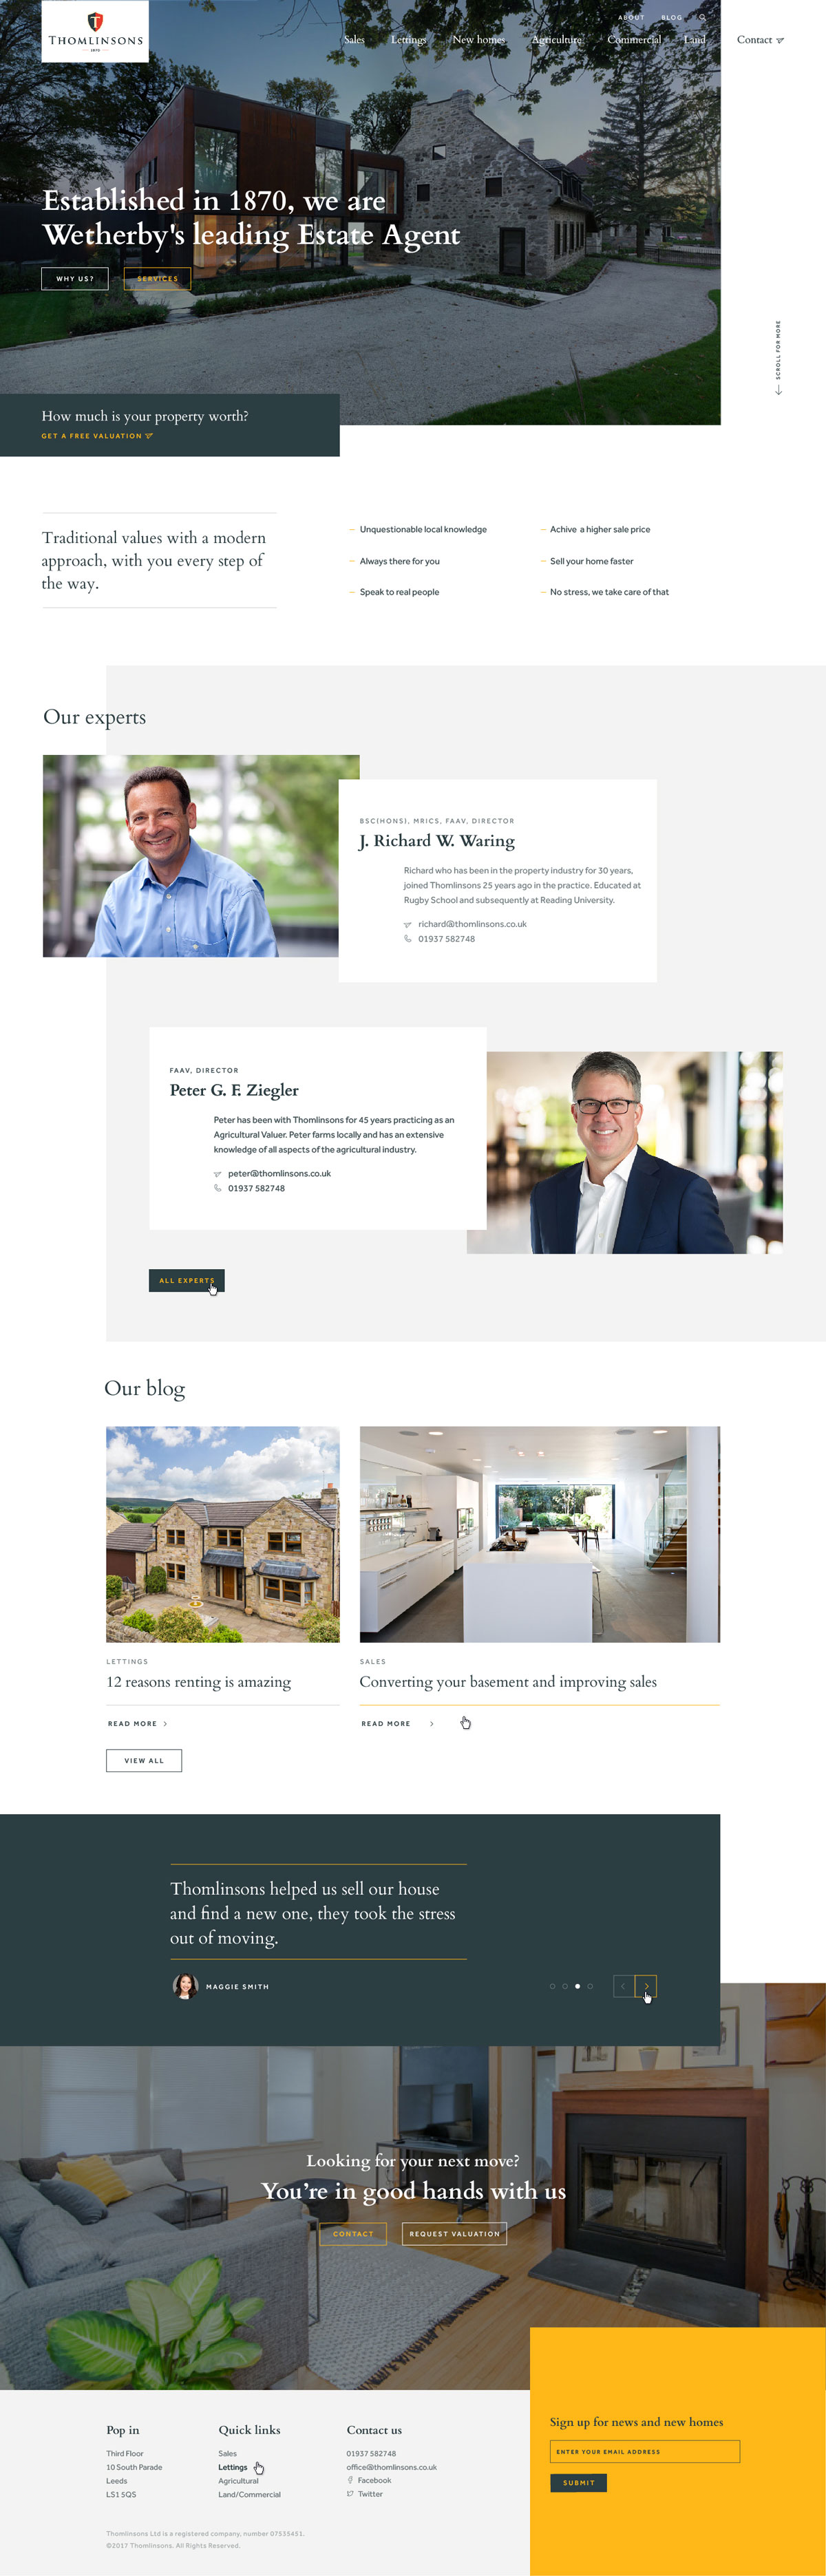 THOMLINSONS
1870
ABOUT BLOG
Sales Lettings New homes Agriculture Commercial Land Contact
Established in 1870, we are
Wetherby's leading Estate Agent
WHY US? SERVICES
SCROLL FOR MORE
How much is your property worth?
GET A FREE VALUATION
Traditional values with a modern
approach, with you every step of
the way.
Unquestionable local knowledge
Always there for you
Speak to real people
Achive a higher sale price
Sell your home faster
No stress, we take care of that
Our experts
BSC(HONS), MRICS, FAAV, DIRECTOR
J. Richard W. Waring
Richard who has been in the property industry for 30 years,
joined Thomlinsons 25 years ago in the practice. Educated at
Rugby School and subsequently at Reading University.
richard@thomlinsons.co.uk
01937 582748
FAAV, DIRECTOR
Peter G. F. Ziegler
Peter has been with Thomlinsons for 45 years practicing as an
Agricultural Valuer. Peter farms locally and has an extensive
knowledge of all aspects of the agricultural industry.
peter@thomlinsons.co.uk
01937 582748
ALL EXPERTS
Our blog
LETTINGS
12 reasons renting is amazing
READ MORE
SALES
Converting your basement and improving sales
READ MORE
VIEW ALL
Thomlinsons helped us sell our house
and find a new one, they took the stress
out of moving.
MAGGIE SMITH
Looking for your next move?
You're in good hands with us
CONTACT REQUEST VALUATION
Pop in
Third Floor
10 South Parade
Leeds
LS1 5QS
Quick links
Sales
Lettings
Agricultural
Land/Commercial
Contact us
01937 582748
office@thomlinsons.co.uk
Facebook
Twitter
Sign up for news and new homes
ENTER YOUR EMAIL ADDRESS
SUBMIT
Thomlinsons Ltd is a registered company, number 07535451.
©2017 Thomlinsons. All Rights Reserved.